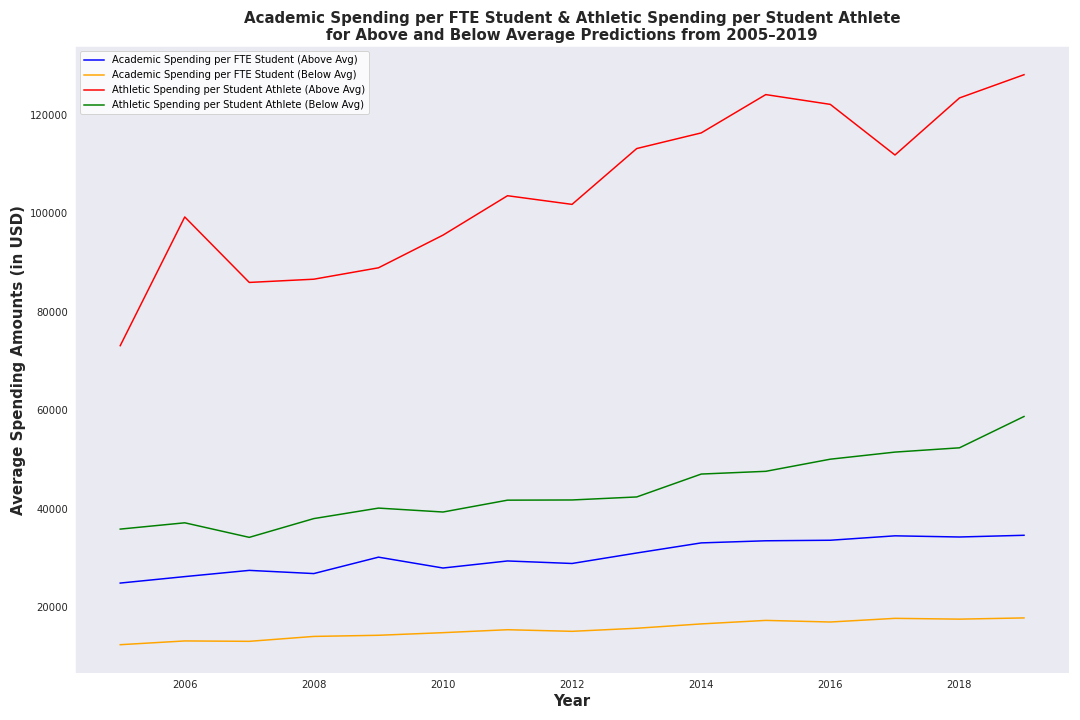 Academic Spending per FTE Student & Athletic Spending per Student Athlete
for Above and Below Average Predictions from 2005–2019
Academic Spending per FTE Student (Above Avg)
Academic Spending per FTE Student (Below Avg)
Athletic Spending per Student Athlete (Above Avg)
Athletic Spending per Student Athlete (Below Avg)
Average Spending Amounts (in USD)
120000
100000
80000
60000
40000
20000
2006 2008 2010 2012 2014 2016 2018
Year